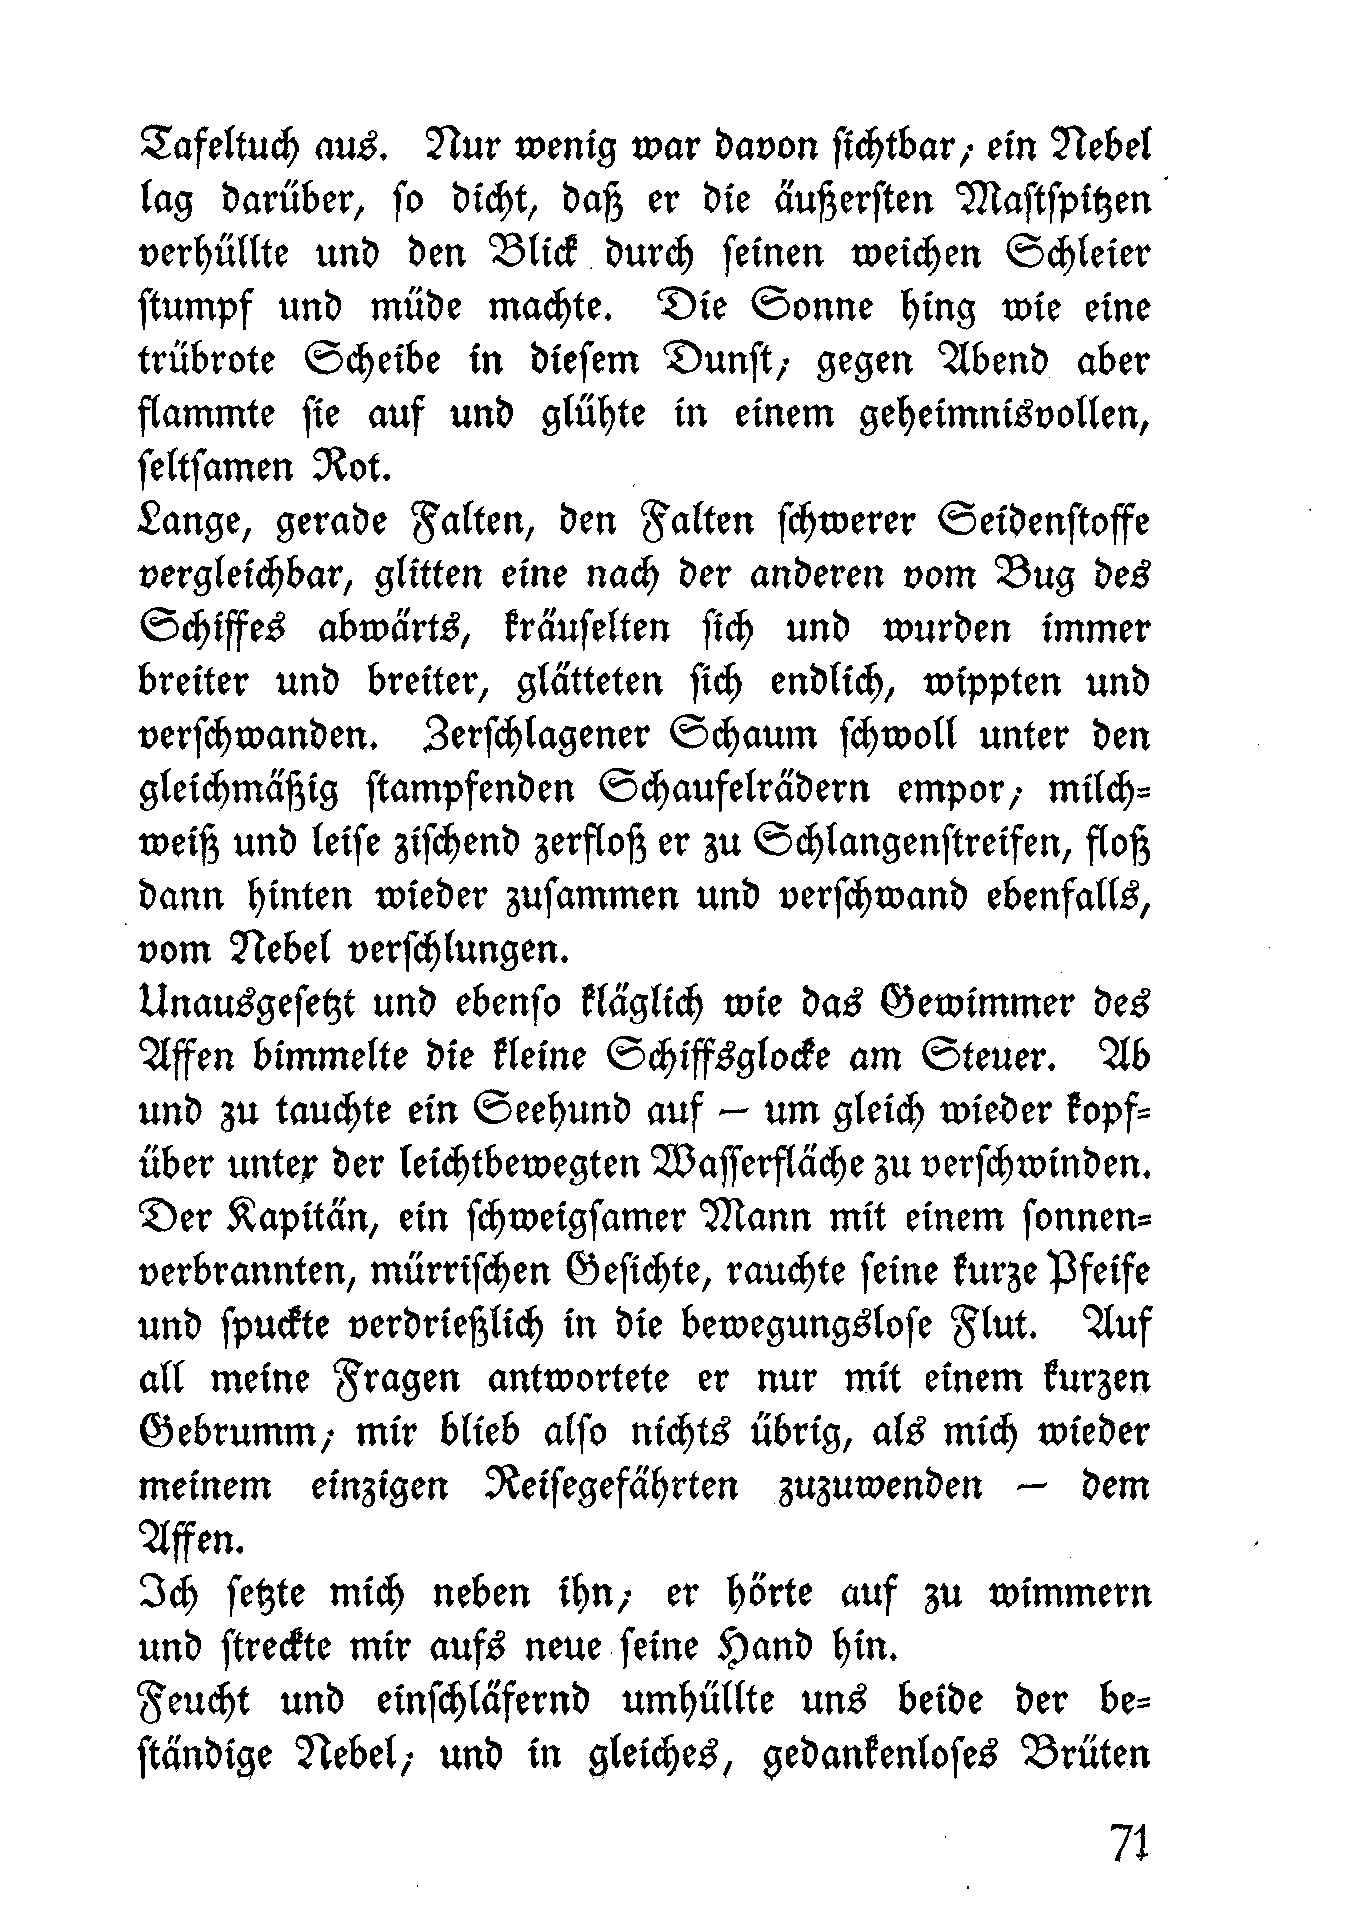 Tafeltuch aus. Nur wenig war davon sichtbar; ein Nebel
lag darüber, so dicht, daß er die äußersten Mastspitzen
verhüllte und den Blick durch seinen weichen Schleier
stumpf und müde machte. Die Sonne hing wie eine
trübrote Scheibe in diesem Dunst; gegen Abend aber
flammte sie auf und glühte in einem geheimnisvollen,
seltsamen Rot.
Lange, gerade Falten, den Falten schwerer Seidenstoffe
vergleichbar, glitten eine nach der anderen vom Bug des
Schiffes abwärts, kräuselten sich und wurden immer
breiter und breiter, glätteten sich endlich, wippten und
verschwanden. Zerschlagener Schaum schwoll unter den
gleichmäßig stampfenden Schaufelrädern empor; milch-
weiß und leise zischend zerfloß er zu Schlangenstreifen, floß
dann hinten wieder zusammen und verschwand ebenfalls,
vom Nebel verschlungen.
Unausgesetzt und ebenso kläglich wie das Gewimmer des
Affen bimmelte die kleine Schiffsglocke am Steuer. Ab
und zu tauchte ein Seehund auf — um gleich wieder kopf-
über unter der leichtbewegten Wasserfläche zu verschwinden.
Der Kapitän, ein schweigsamer Mann mit einem sonnen-
verbrannten, mürrischen Gesichte, rauchte seine kurze Pfeife
und spuckte verdrießlich in die bewegungslose Flut. Auf
all meine Fragen antwortete er nur mit einem kurzen
Gebrumm; mir blieb also nichts übrig, als mich wieder
meinem einzigen Reisegefährten zuzuwenden — dem
Affen.
Ich setzte mich neben ihn; er hörte auf zu wimmern
und streckte mir aufs neue seine Hand hin.
Feucht und einschläfernd umhüllte uns beide der be-
ständige Nebel; und in gleiches, gedankenloses Brüten
71